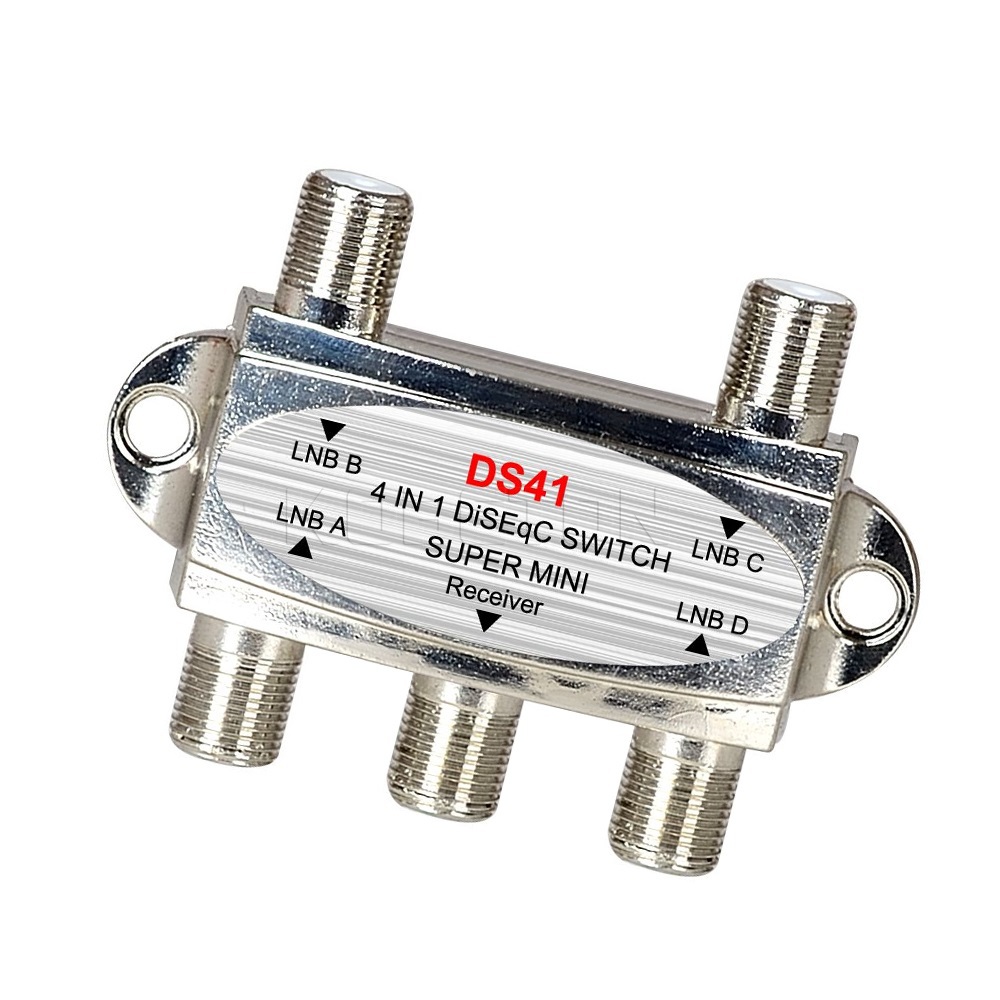 LNB B
DS41
4 IN 1 DiSEqC SWITCH
LNB C
LNB A
SUPER MINI
Receiver
LNB D